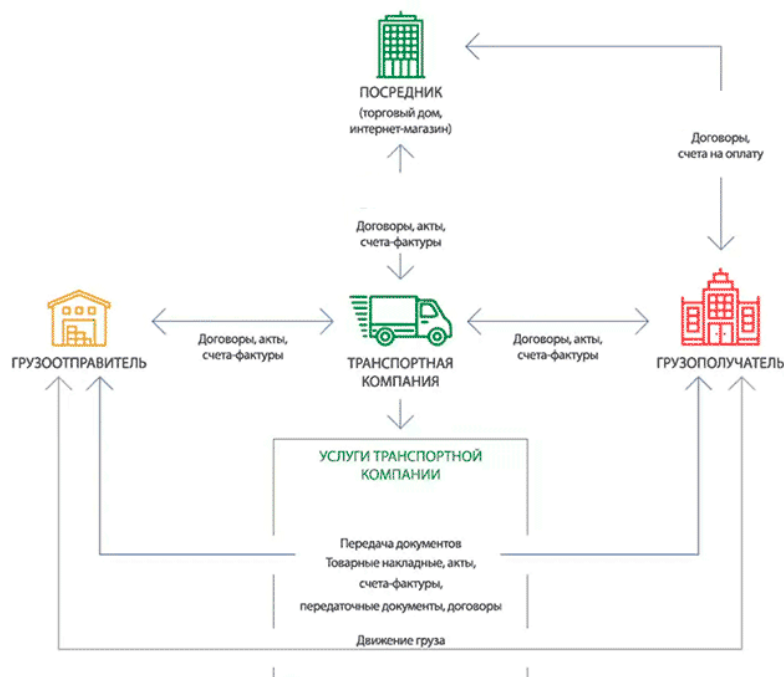 ПОСРЕДНИК
(торговый дом,
интернет-магазин)
Договоры,
счета на оплату
Договоры, акты,
счета-фактуры
ГРУЗООТПРАВИТЕЛЬ
Договоры, акты,
счета-фактуры
ТРАНСПОРТНАЯ
КОМПАНИЯ
Договоры, акты,
счета-фактуры
ГРУЗОПОЛУЧАТЕЛЬ
УСЛУГИ ТРАНСПОРТНОЙ
КОМПАНИИ
Передача документов
Товарные накладные, акты,
счета-фактуры,
передаточные документы, договоры
Движение груза